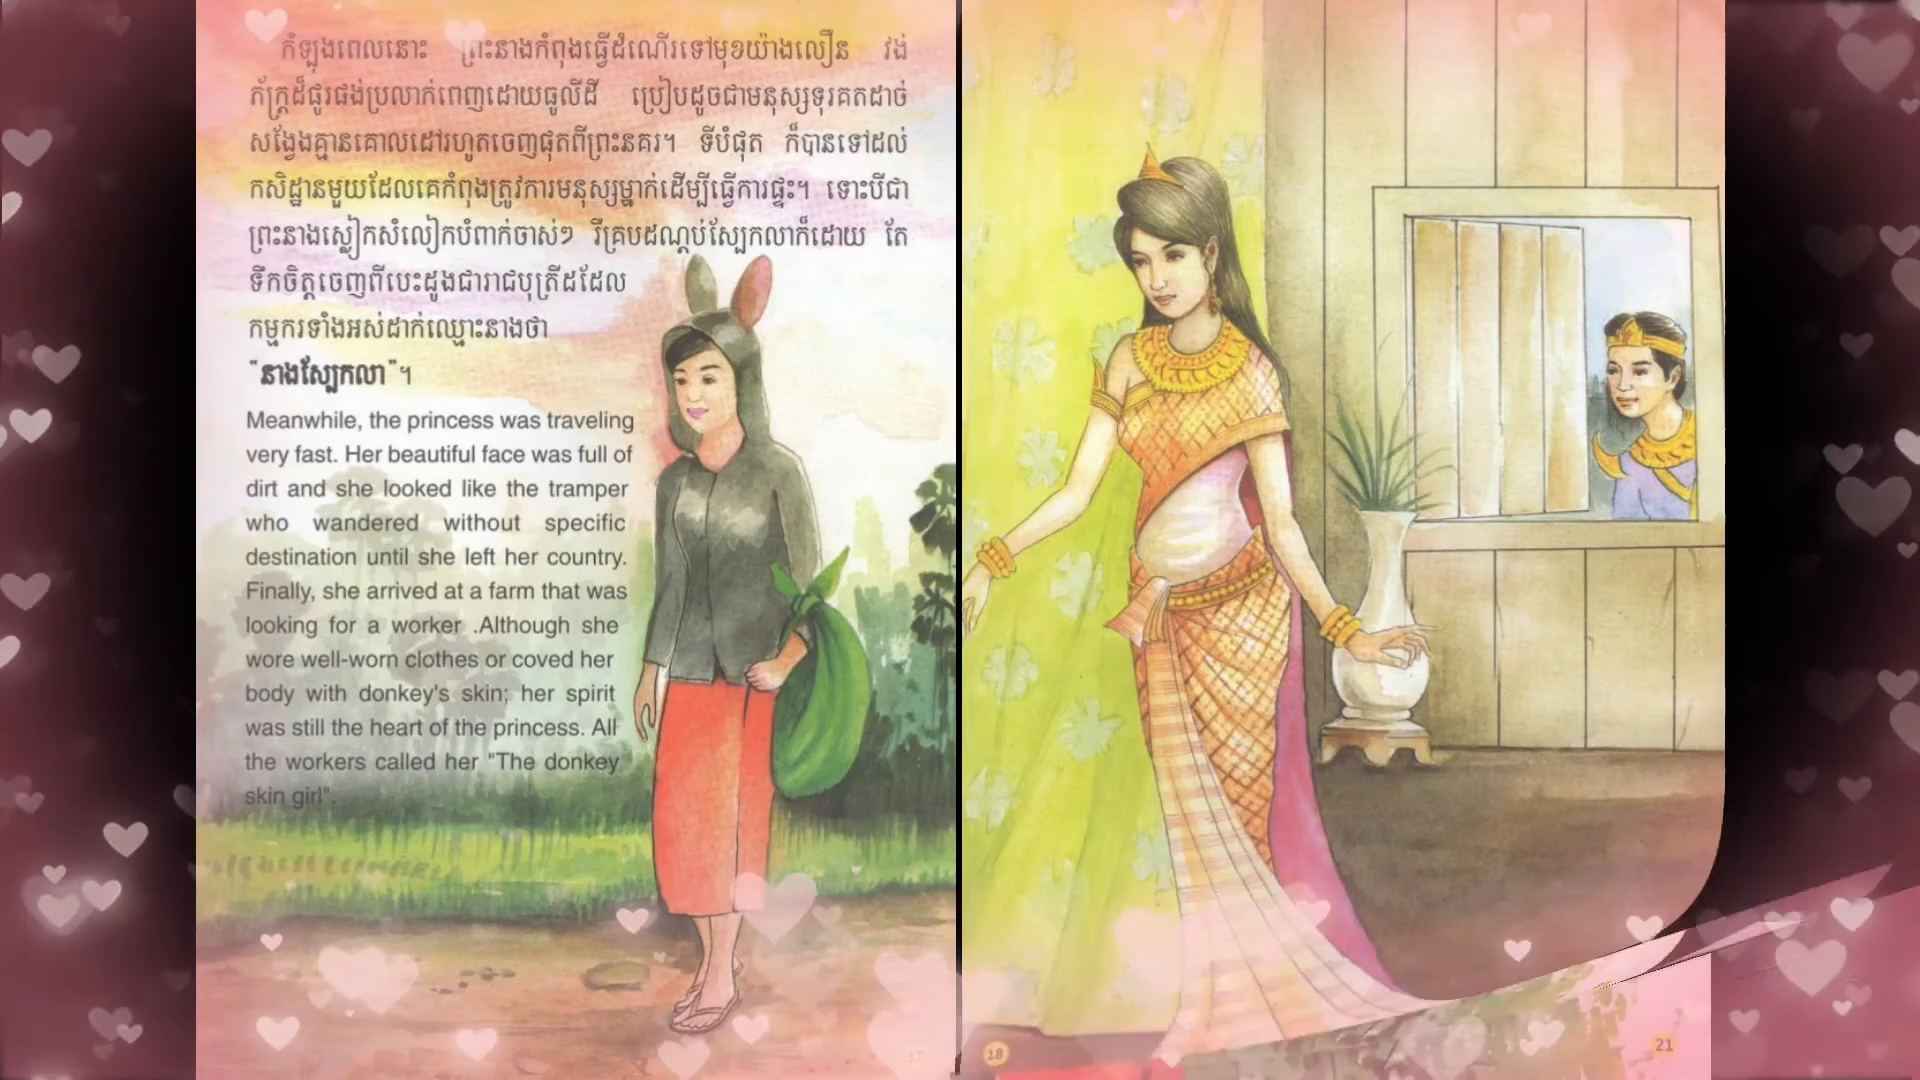 កំឡុងពេលនោះ ព្រះនាងកំពុងធ្វើដំណើរទៅមុខយ៉ាងលឿន វង់
ភ័ក្ត្រដ៏ផូរផង់ប្រលាក់ពេញដោយធូលីដី ប្រៀបដូចជាមនុស្សទុរគតដាច់
សង្វែងគ្មានគោលដៅរហូតចេញផុតពីព្រះនគរ។ ទីបំផុត ក៏បានទៅដល់
កសិដ្ឋានមួយដែលគេកំពុងត្រូវការមនុស្សម្នាក់ដើម្បីធ្វើការផ្ទះ។ ទោះបីជា
ព្រះនាងស្លៀកសំលៀកបំពាក់ចាស់ៗ រឺគ្របដណ្តប់ស្បែកលាក៏ដោយ តែ
ទឹកចិត្តចេញពីបេះដូងជារាជបុត្រីដដែល
កម្មករទាំងអស់ដាក់ឈ្មោះនាងថា
"នាងស្បែកលា"។
Meanwhile, the princess was traveling
very fast. Her beautiful face was full of
dirt and she looked like the tramper
who wandered without specific
destination until she left her country.
Finally, she arrived at a farm that was
looking for a worker .Although she
wore well-worn clothes or coved her
body with donkey's skin; her spirit
was still the heart of the princess. All
the workers called her "The donkey
skin girl".
17
18
21